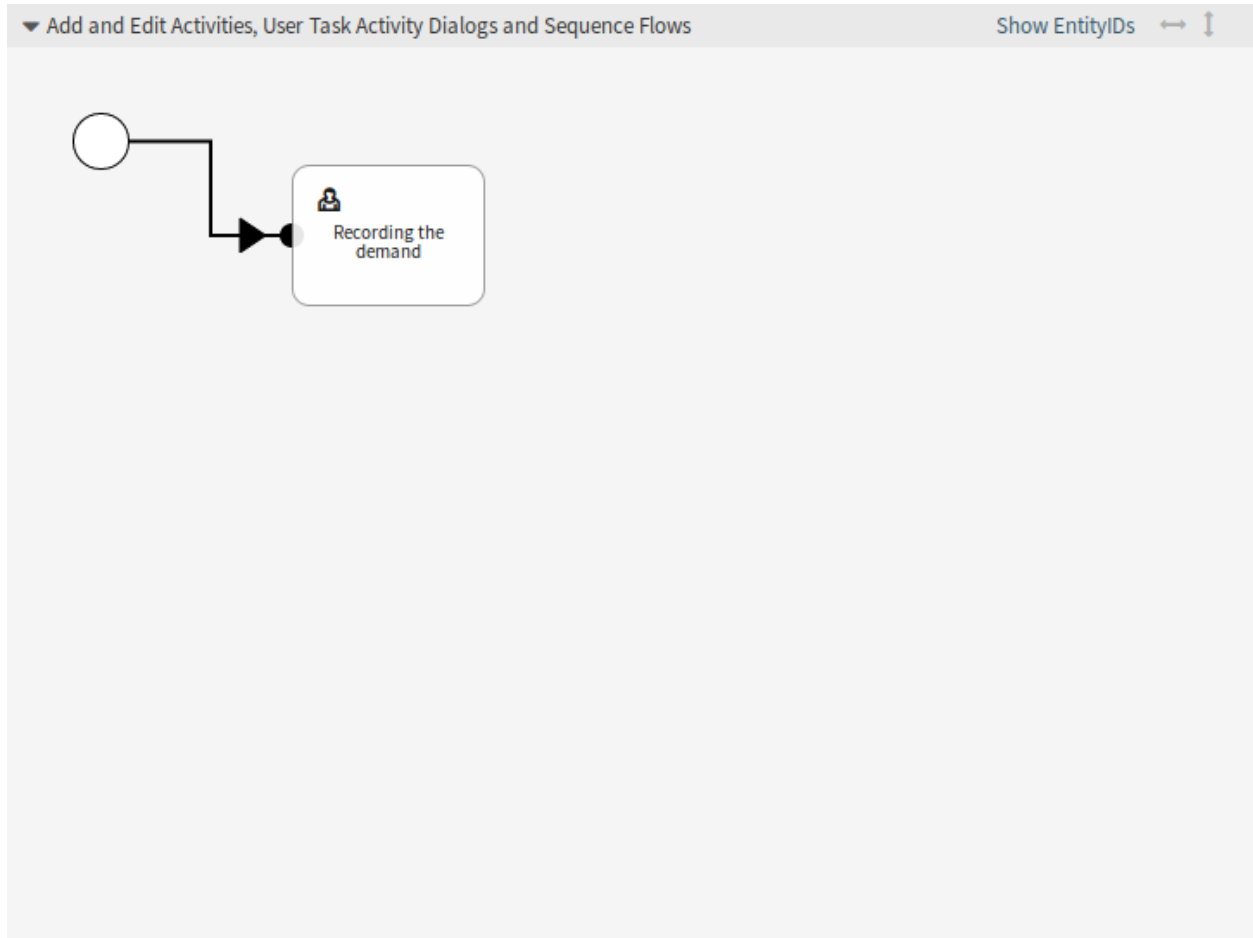 Add and Edit Activities, User Task Activity Dialogs and Sequence Flows
Show EntityIDs
Recording the
demand